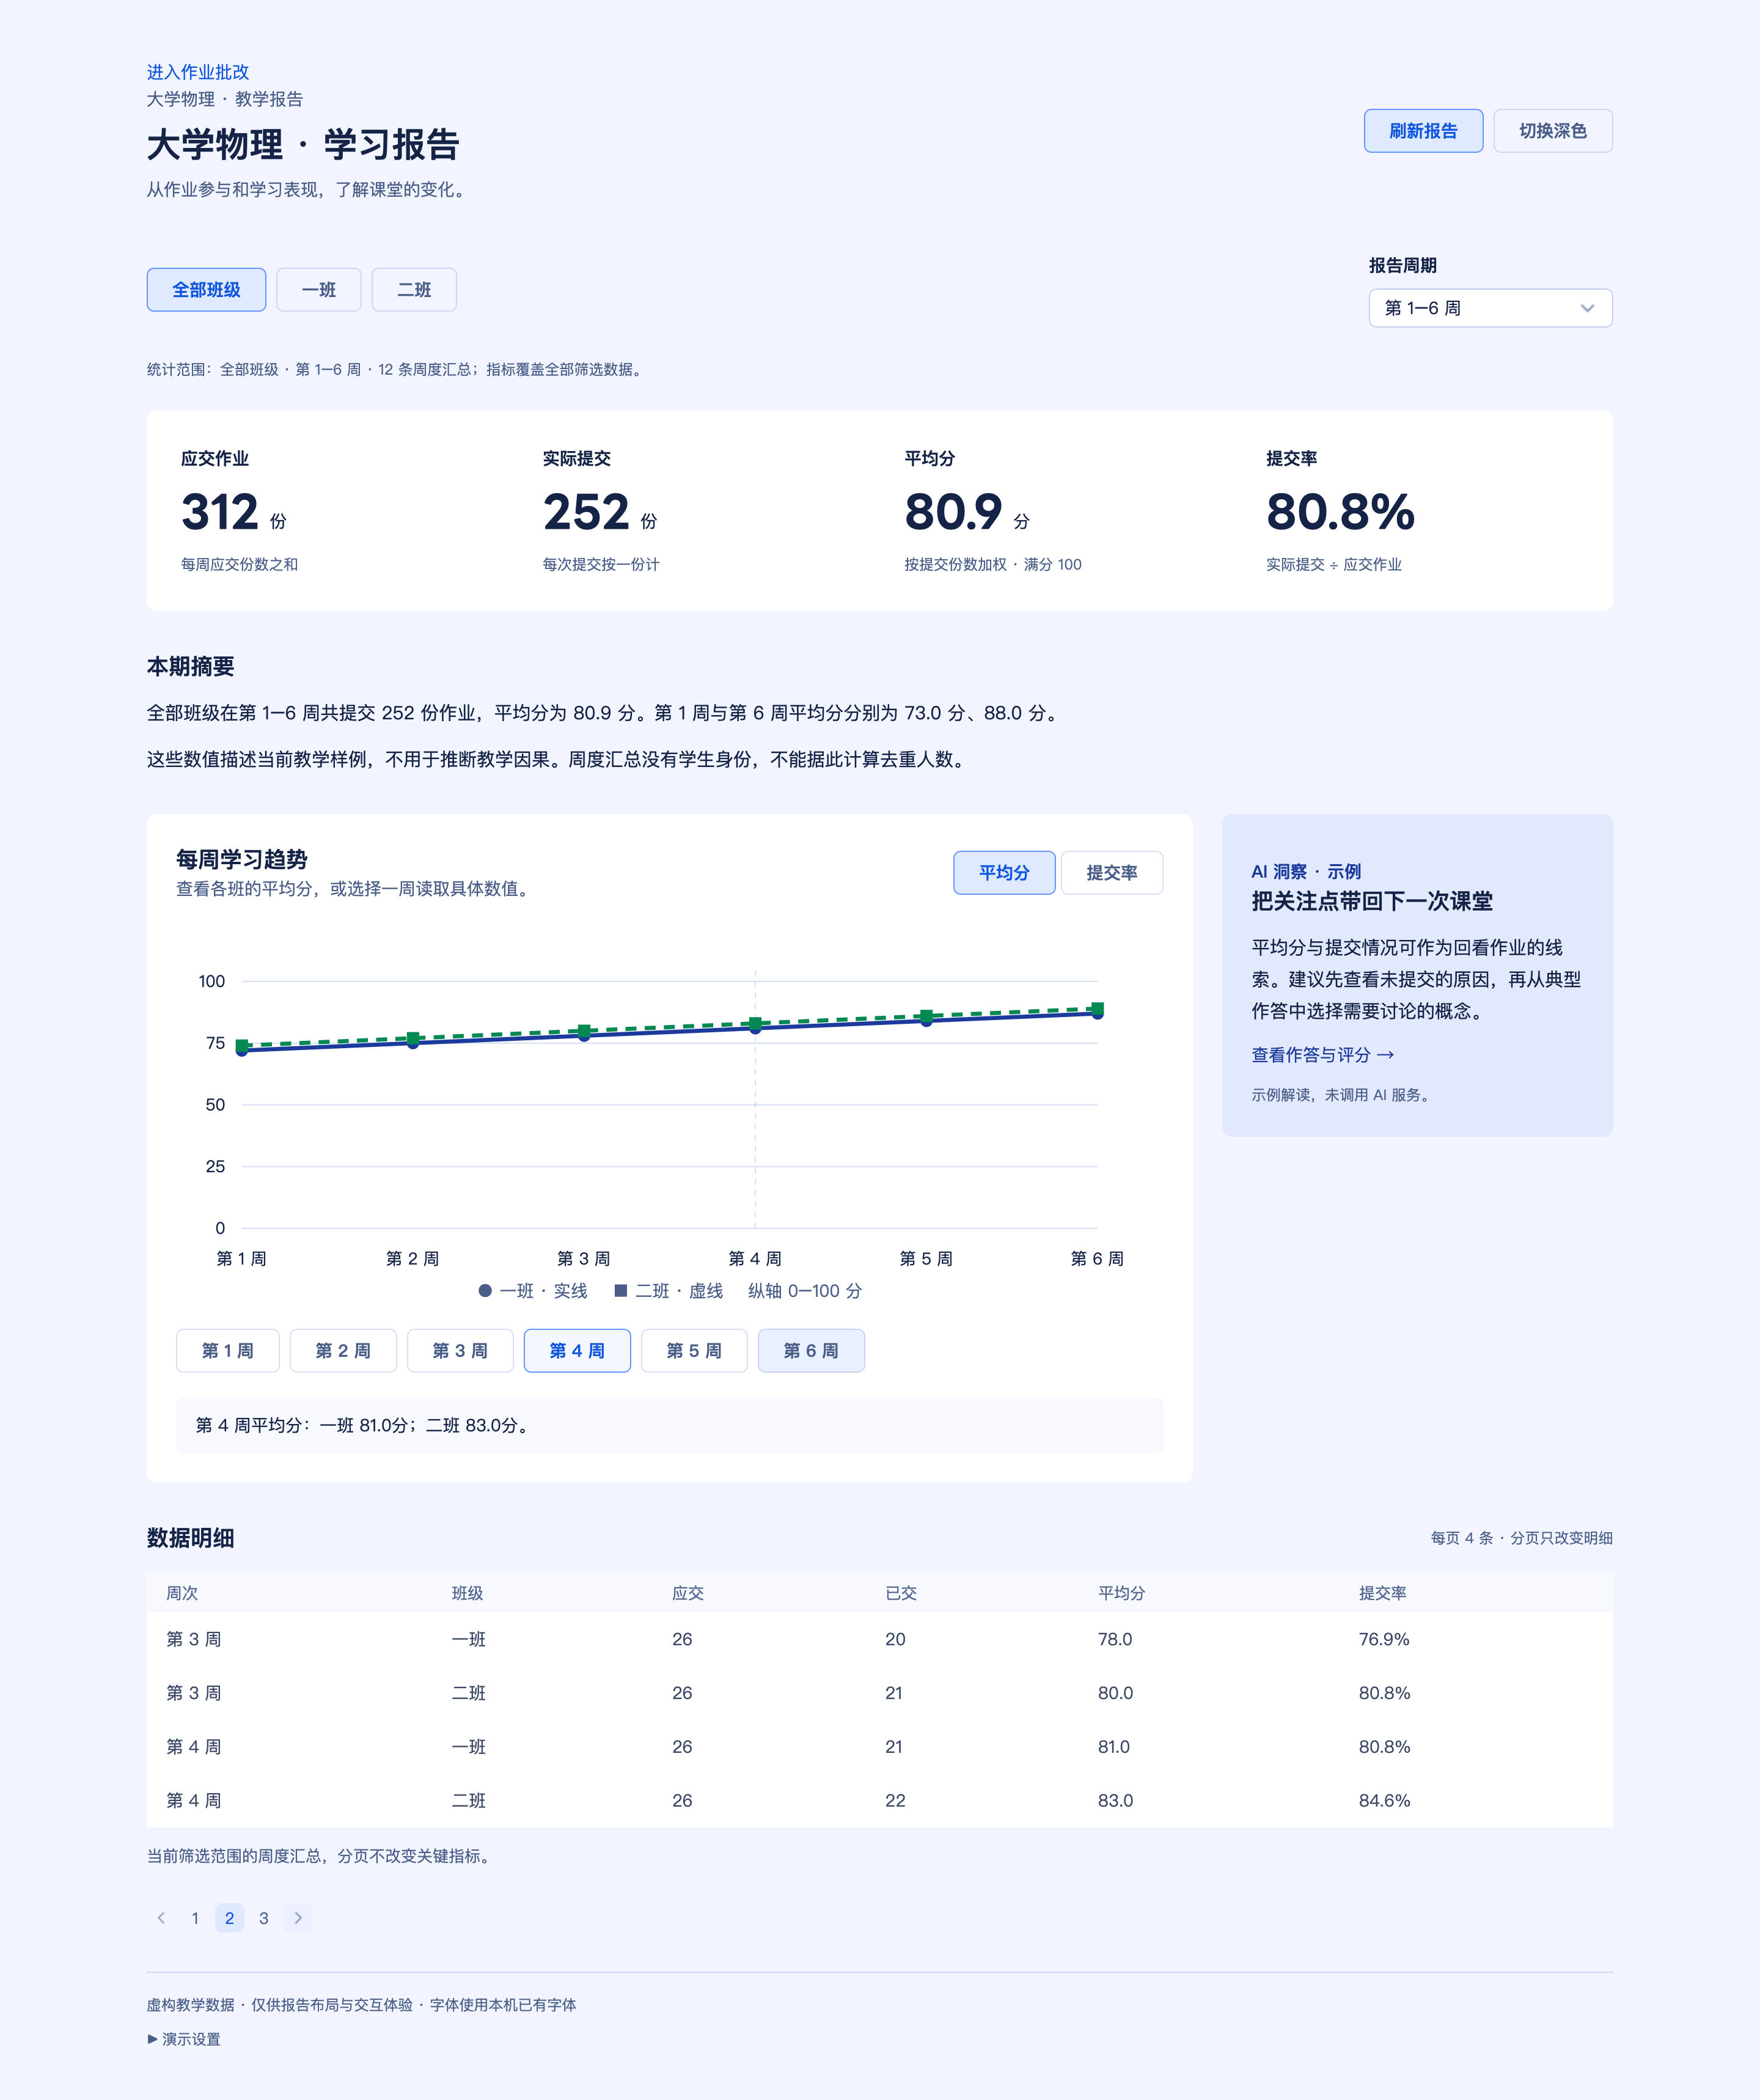 进入作业批改
大学物理 · 教学报告
大学物理 · 学习报告
从作业参与和学习表现，了解课堂的变化。
刷新报告
切换深色
全部班级
一班
二班
报告周期
第 1–6 周
统计范围：全部班级 · 第 1–6 周 · 12 条周度汇总；指标覆盖全部筛选数据。
应交作业
312 份
每周应交份数之和
实际提交
252 份
每次提交按一份计
平均分
80.9 分
按提交份数加权 · 满分 100
提交率
80.8%
实际提交 ÷ 应交作业
本期摘要
全部班级在第 1–6 周共提交 252 份作业，平均分为 80.9 分。第 1 周与第 6 周平均分分别为 73.0 分、88.0 分。
这些数值描述当前教学样例，不用于推断教学因果。周度汇总没有学生身份，不能据此计算去重人数。
每周学习趋势
查看各班的平均分，或选择一周读取具体数值。
平均分
提交率
100
75
50
25
0
第 1 周
第 2 周
第 3 周
第 4 周
第 5 周
第 6 周
一班 · 实线
二班 · 虚线
纵轴 0–100 分
第 1 周
第 2 周
第 3 周
第 4 周
第 5 周
第 6 周
第 4 周平均分：一班 81.0分；二班 83.0分。
AI 洞察 · 示例
把关注点带回下一次课堂
平均分与提交情况可作为回看作业的线
索。建议先查看未提交的原因，再从典型
作答中选择需要讨论的概念。
查看作答与评分 →
示例解读，未调用 AI 服务。
数据明细
每页 4 条 · 分页只改变明细
周次 班级 应交 已交 平均分 提交率
第 3 周 一班 26 20 78.0 76.9%
第 3 周 二班 26 21 80.0 80.8%
第 4 周 一班 26 21 81.0 80.8%
第 4 周 二班 26 22 83.0 84.6%
当前筛选范围的周度汇总，分页不改变关键指标。
1 2 3
虚构教学数据 · 仅供报告布局与交互体验 · 字体使用本机已有字体
演示设置